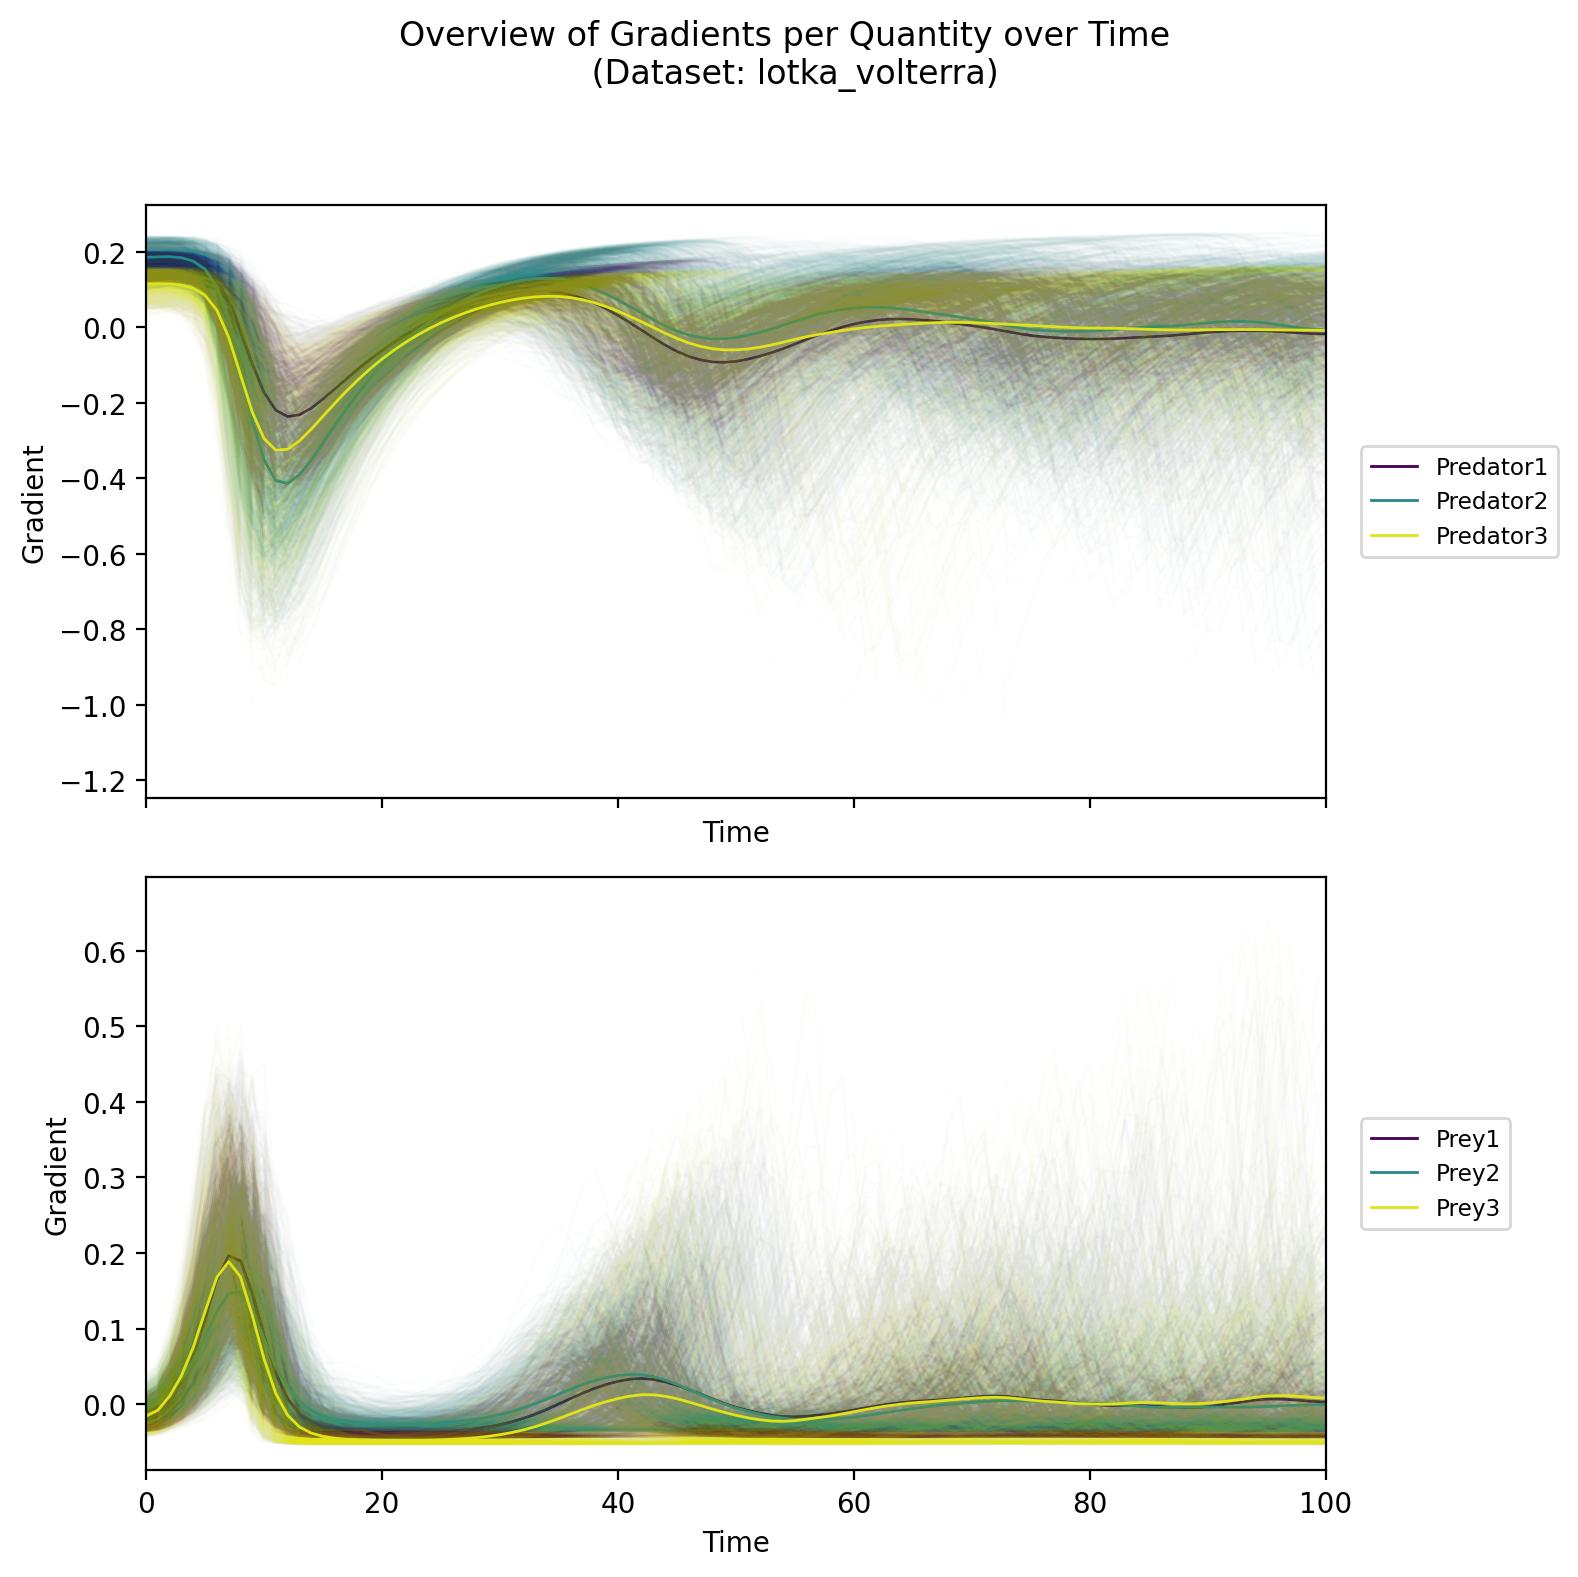 Overview of Gradients per Quantity over Time
(Dataset: lotka_volterra)
0.2
0.0
−0.2
−0.4
−0.6
−0.8
−1.0
−1.2
Gradient
Time
Predator1
Predator2
Predator3
0.6
0.5
0.4
0.3
0.2
0.1
0.0
Gradient
0 20 40 60 80 100
Time
Prey1
Prey2
Prey3